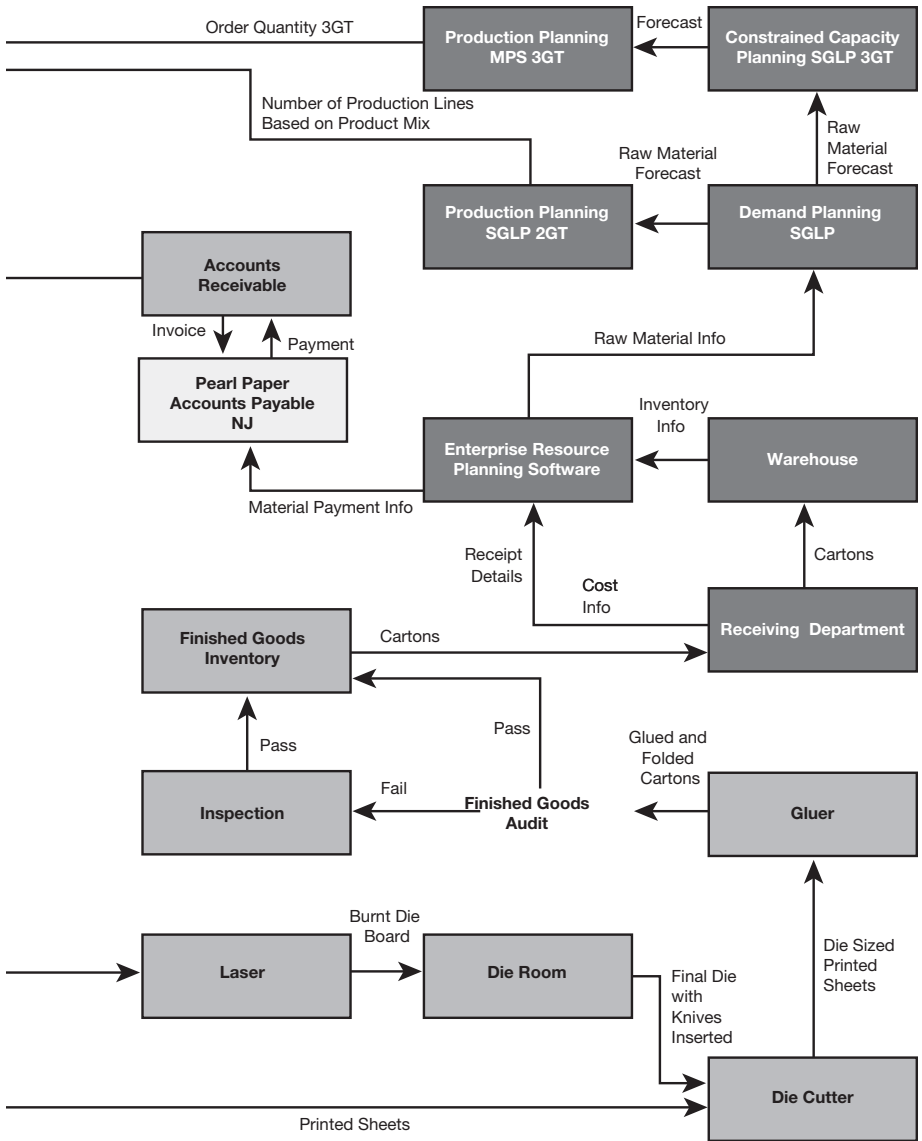 Order Quantity 3GT
Production Planning
MPS 3GT
Forecast
Constrained Capacity
Planning SGLP 3GT
Number of Production Lines
Based on Product Mix
Raw
Material
Forecast
Raw Material
Forecast
Production Planning
SGLP 2GT
Demand Planning
SGLP
Accounts
Receivable
Invoice
Payment
Raw Material Info
Pearl Paper
Accounts Payable
NJ
Enterprise Resource
Planning Software
Inventory
Info
Warehouse
Material Payment Info
Receipt
Details
Cost
Info
Cartons
Receiving Department
Finished Goods
Inventory
Cartons
Pass
Pass
Glued and
Folded
Cartons
Inspection
Fail
Finished Goods
Audit
Gluer
Laser
Burnt Die
Board
Die Room
Final Die
with
Knives
Inserted
Die Sized
Printed
Sheets
Die Cutter
Printed Sheets